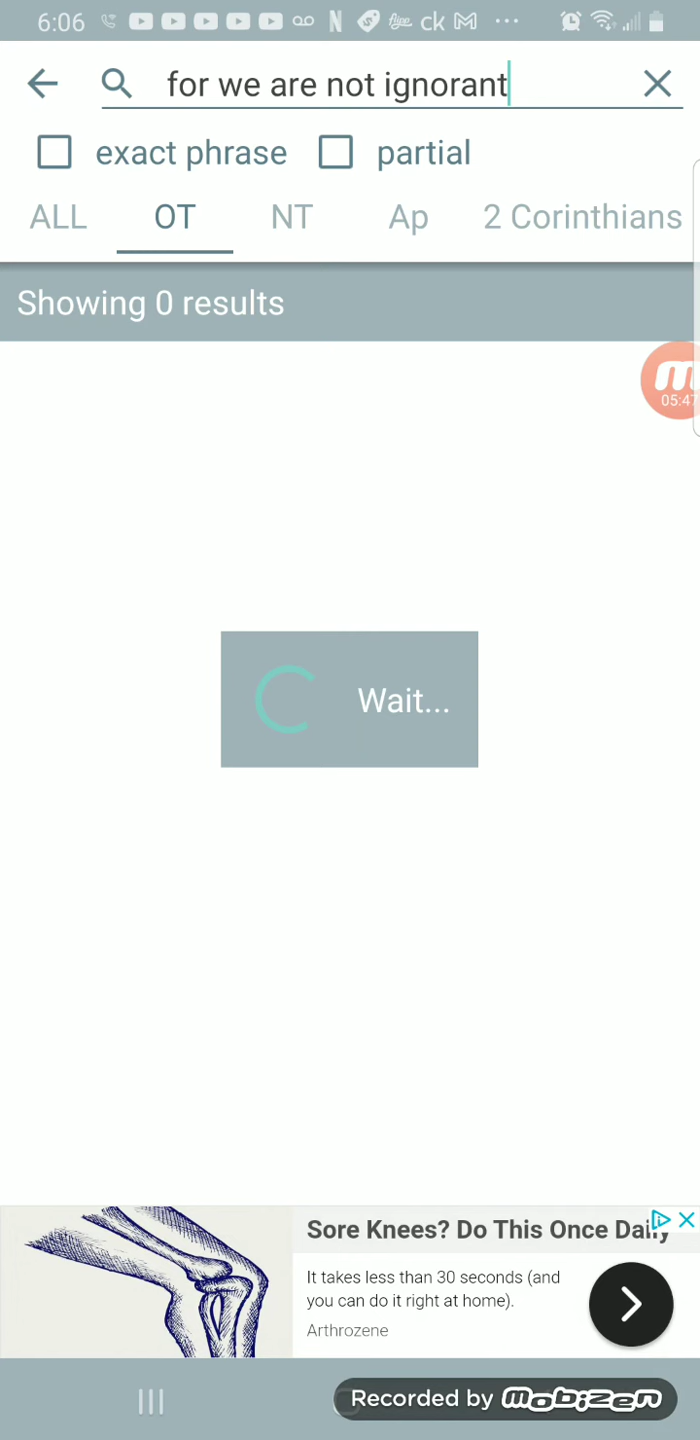 6:06 N ck
for we are not ignorant
exact phrase partial
ALL OT NT Ap 2 Corinthians
Showing 0 results
m
05:47
Wait...
Sore Knees? Do This Once Daily
It takes less than 30 seconds (and
you can do it right at home).
Arthrozene
Recorded by mobizen